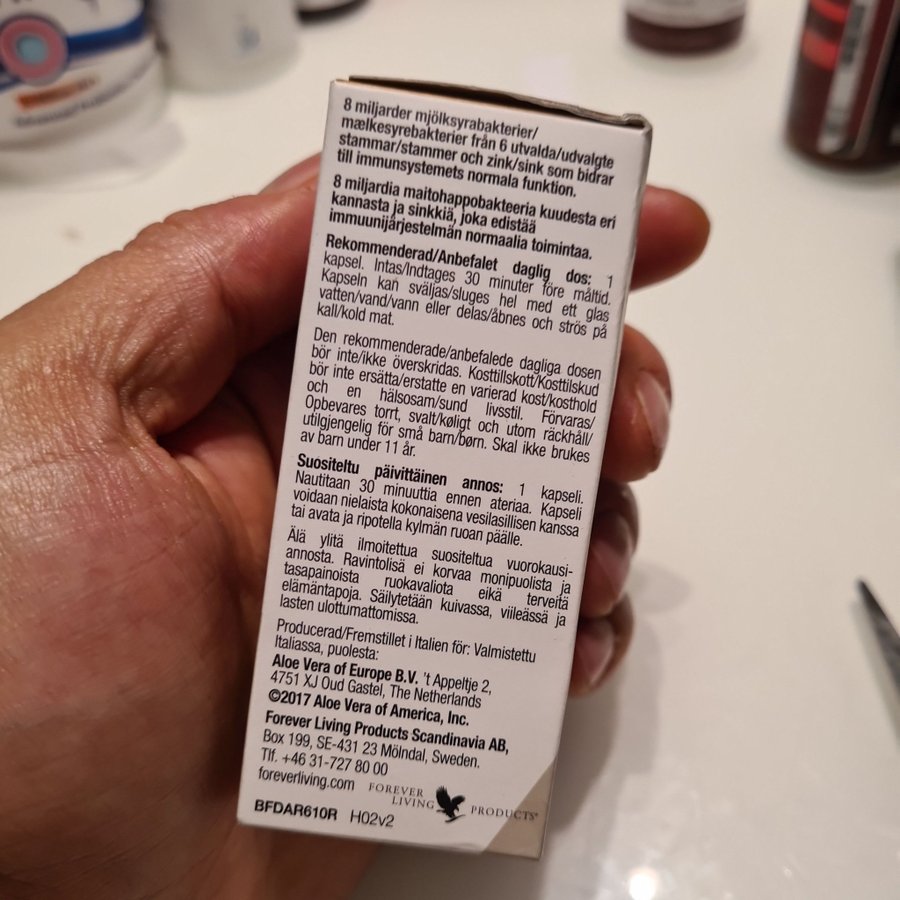 8 miljarder mjölksyrabakterier/
mælkesyrebakterier från 6 utvalda/udvalgte
stammar/stammer och zink/sink som bidrar
till immunsystemets normala funktion.
8 miljardia maitohappobakteeria kuudesta eri
kannasta ja sinkkiä, joka edistää
immuunijärjestelmän normaalia toimintaa.
Rekommenderad/Anbefalet daglig dos: 1
kapsel. Intas/Indtages 30 minuter före måltid.
Kapseln kan sväljas/sluges hel med ett glas
vatten/vand/vann eller delas/åbnes och strös på
kall/kold mat.
Den rekommenderade/anbefalede dagliga dosen
bör inte/ikke överskridas. Kosttillskott/Kosttilskud
bör inte ersätta/erstatte en varierad kost/kosthold
och en hälsosam/sund livsstil. Förvaras/
Opbevares torrt, svalt/køligt och utom räckhåll/
utilgjengelig för små barn/børn. Skal ikke brukes
av barn under 11 år.
Suositeltu päivittäinen annos: 1 kapseli.
Nautitaan 30 minuuttia ennen ateriaa. Kapseli
voidaan nielaista kokonaisena vesilasillisen kanssa
tai avata ja ripotella kylmän ruoan päälle.
Älä ylitä ilmoitettua suositeltua vuorokausi-
annosta. Ravintolisä ei korvaa monipuolista ja
tasapainoista ruokavaliota eikä terveitä
elämäntapoja. Säilytetään kuivassa, viileässä ja
lasten ulottumattomissa.
Producerad/Fremstillet i Italien för: Valmistettu
Italiassa, puolesta:
Aloe Vera of Europe B.V. 't Appeltje 2,
4751 XJ Oud Gastel, The Netherlands
©2017 Aloe Vera of America, Inc.
Forever Living Products Scandinavia AB,
Box 199, SE-431 23 Mölndal, Sweden.
Tlf. +46 31-727 80 00
foreverliving.com
FOREVER
LIVING PRODUCTS®
BFDAR610R H02v2